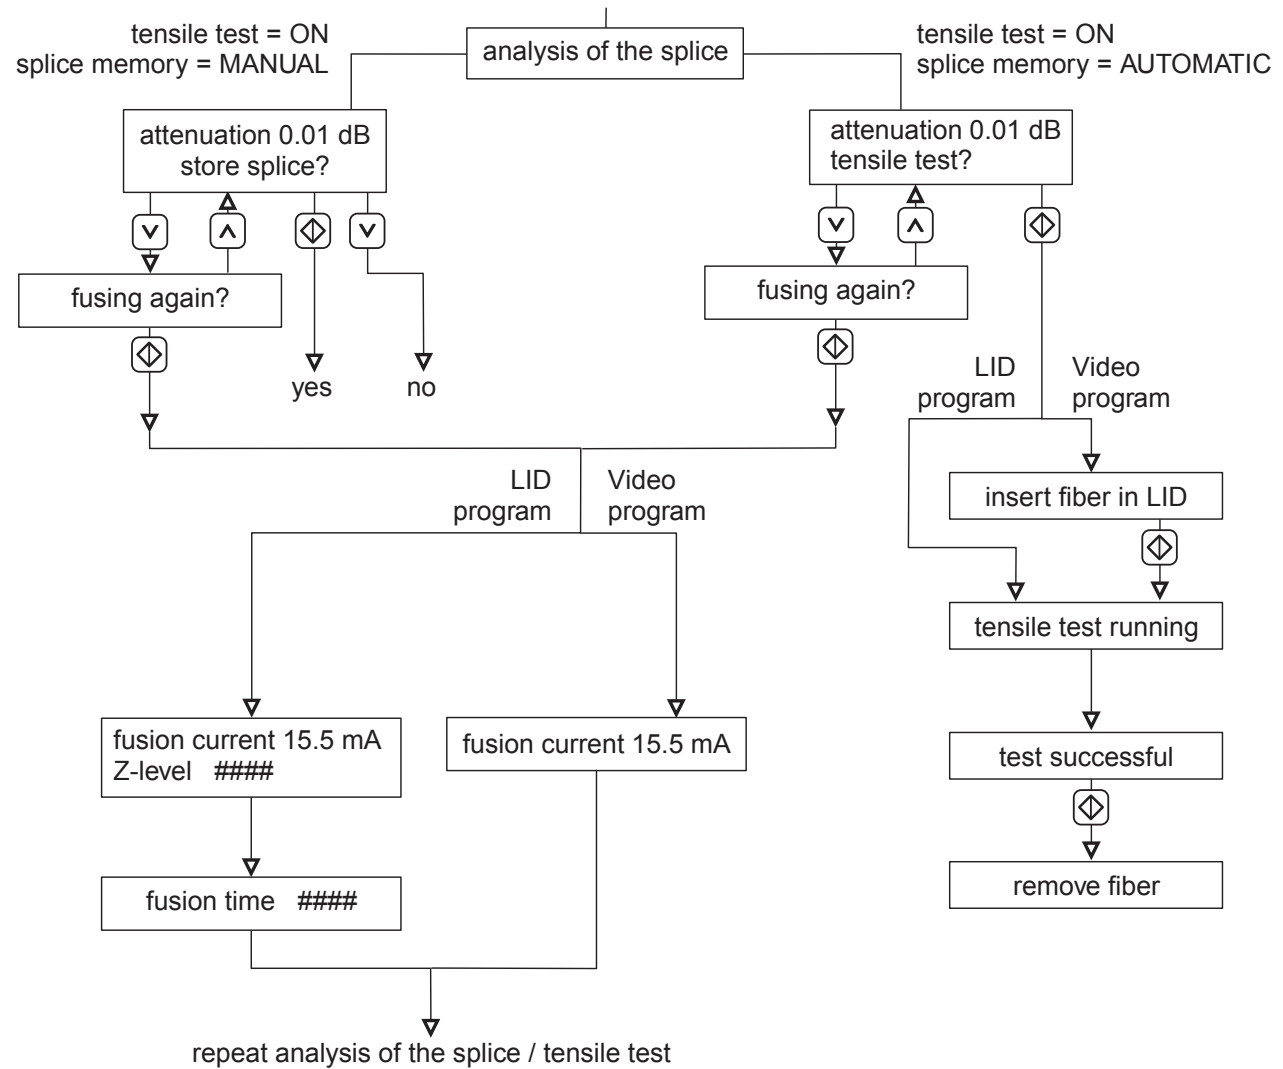 tensile test = ON
splice memory = MANUAL
analysis of the splice
tensile test = ON
splice memory = AUTOMATIC
attenuation 0.01 dB
store splice?
attenuation 0.01 dB
tensile test?
fusing again?
fusing again?
yes
no
LID
program
Video
program
LID
program
Video
program
insert fiber in LID
tensile test running
fusion current 15.5 mA
Z-level ####
fusion current 15.5 mA
test successful
fusion time ####
remove fiber
repeat analysis of the splice / tensile test